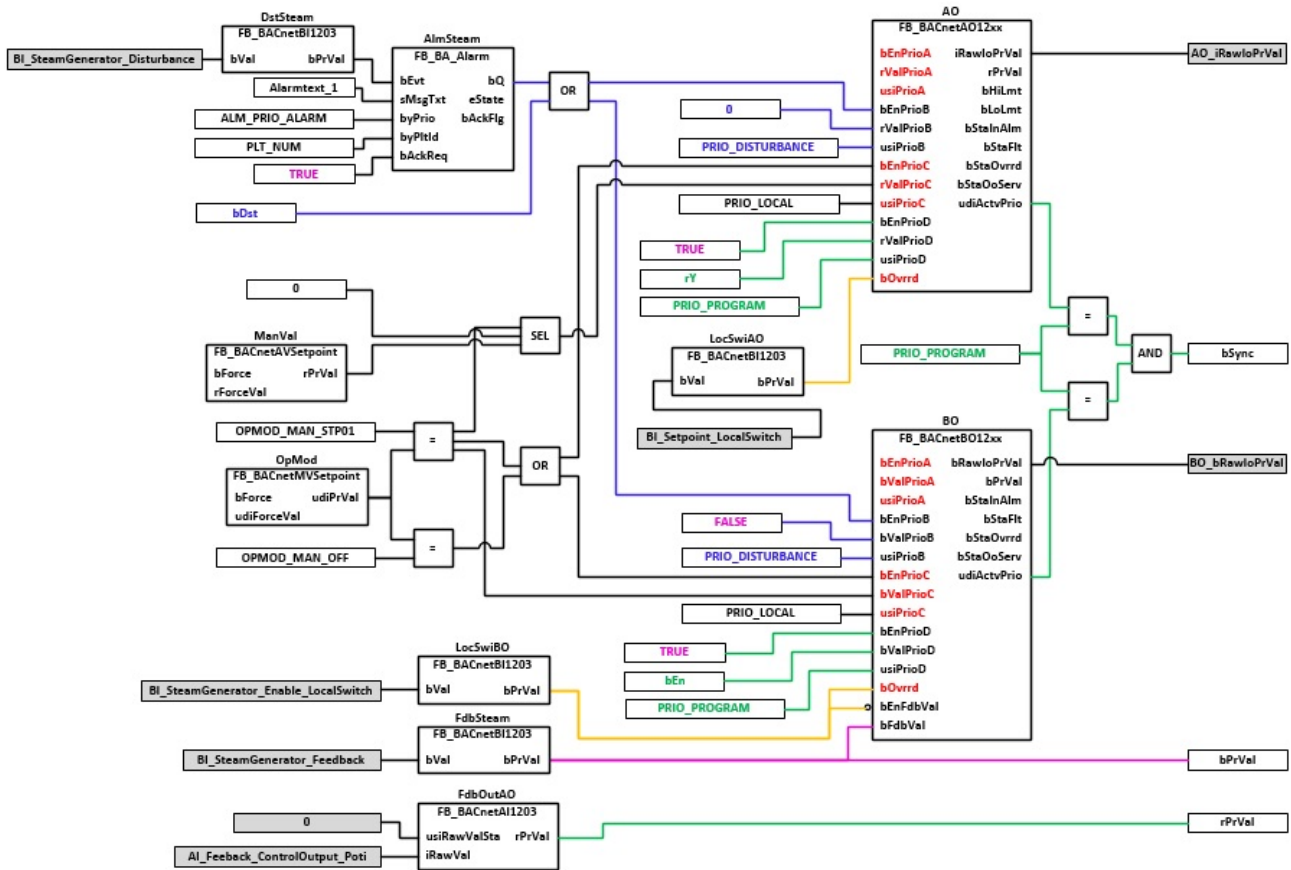 DstSteam
FB_BACnetBI1203
BI_SteamGenerator_Disturbance
bVal
bPrVal
AlmSteam
FB_BA_Alarm
bEvt
bQ
sMsgTxt
eState
byPrio
bAckFlg
byPltId
bAckReq
Alarmtext_1
ALM_PRIO_ALARM
PLT_NUM
TRUE
bDst
OR
AO
FB_BACnetAO12xx
bEnPrioA
iRawIoPrVal
rValPrioA
rPrVal
usiPrioA
bHiLmt
bEnPrioB
bLoLmt
rValPrioB
bStaInAlm
usiPrioB
bStaFlt
bEnPrioC
bStaOvrrd
rValPrioC
bStaOoServ
usiPrioC
udiActvPrio
bEnPrioD
rValPrioD
usiPrioD
bOvrrd
AO_iRawIoPrVal
0
PRIO_DISTURBANCE
PRIO_LOCAL
TRUE
rY
PRIO_PROGRAM
0
SEL
ManVal
FB_BACnetAVSetpoint
bForce
rPrVal
rForceVal
LocSwiAO
FB_BACnetBI1203
bVal
bPrVal
BI_Setpoint_LocalSwitch
PRIO_PROGRAM
=
=
AND
bSync
OPMOD_MAN_STP01
=
OpMod
FB_BACnetMVSetpoint
bForce
udiPrVal
udiForceVal
OR
OPMOD_MAN_OFF
=
BO
FB_BACnetBO12xx
bEnPrioA
bRawIoPrVal
bValPrioA
bPrVal
usiPrioA
bStaInAlm
bEnPrioB
bStaFlt
bValPrioB
bStaOvrrd
usiPrioB
bStaOoServ
bEnPrioC
udiActvPrio
bValPrioC
usiPrioC
bEnPrioD
bValPrioD
usiPrioD
bOvrrd
bEnFdbVal
bFdbVal
BO_bRawIoPrVal
FALSE
PRIO_DISTURBANCE
PRIO_LOCAL
TRUE
bEn
PRIO_PROGRAM
LocSwiBO
FB_BACnetBI1203
BI_SteamGenerator_Enable_LocalSwitch
bVal
bPrVal
FdbSteam
FB_BACnetBI1203
BI_SteamGenerator_Feedback
bVal
bPrVal
bPrVal
FdbOutAO
FB_BACnetAI1203
0
usiRawValSta
rPrVal
rPrVal
AI_Feeback_ControlOutput_Poti
iRawVal